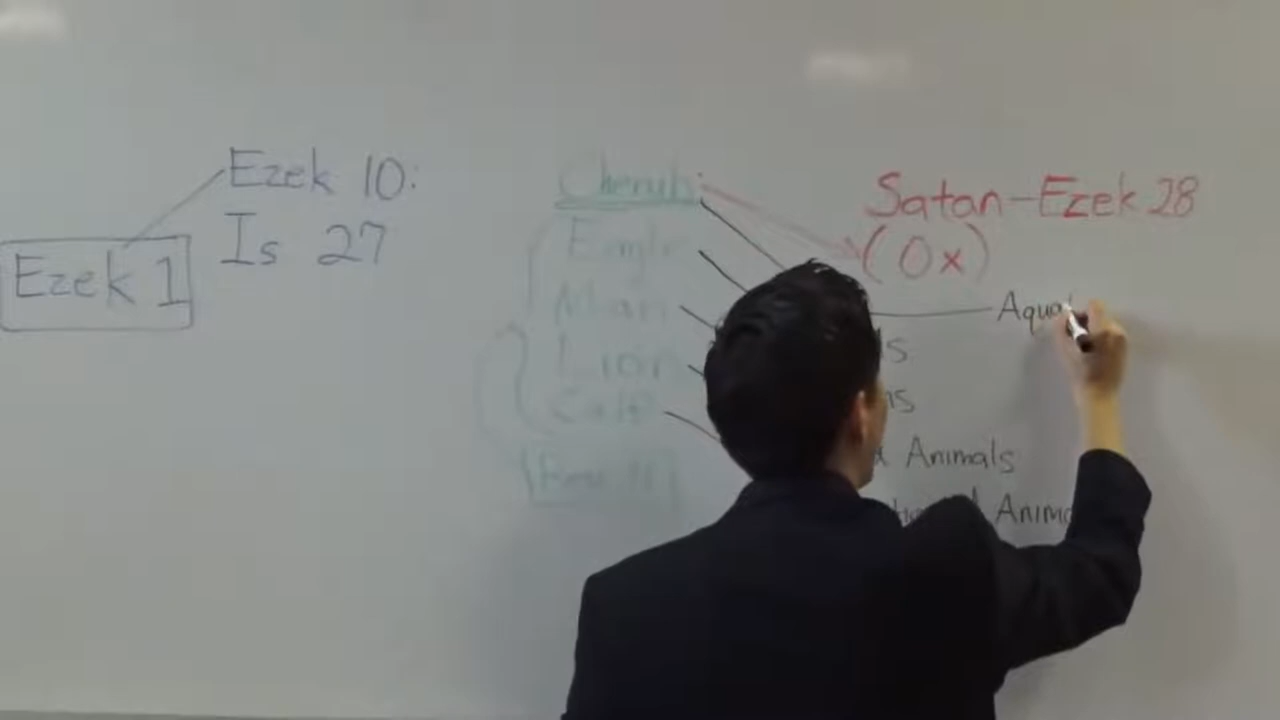 Ezek 10:
Is 27
Ezek 1
Cherub:
Eagle
Man
Lion
Calf
Satan-Ezek 28
(Ox)
Aqua
Animals